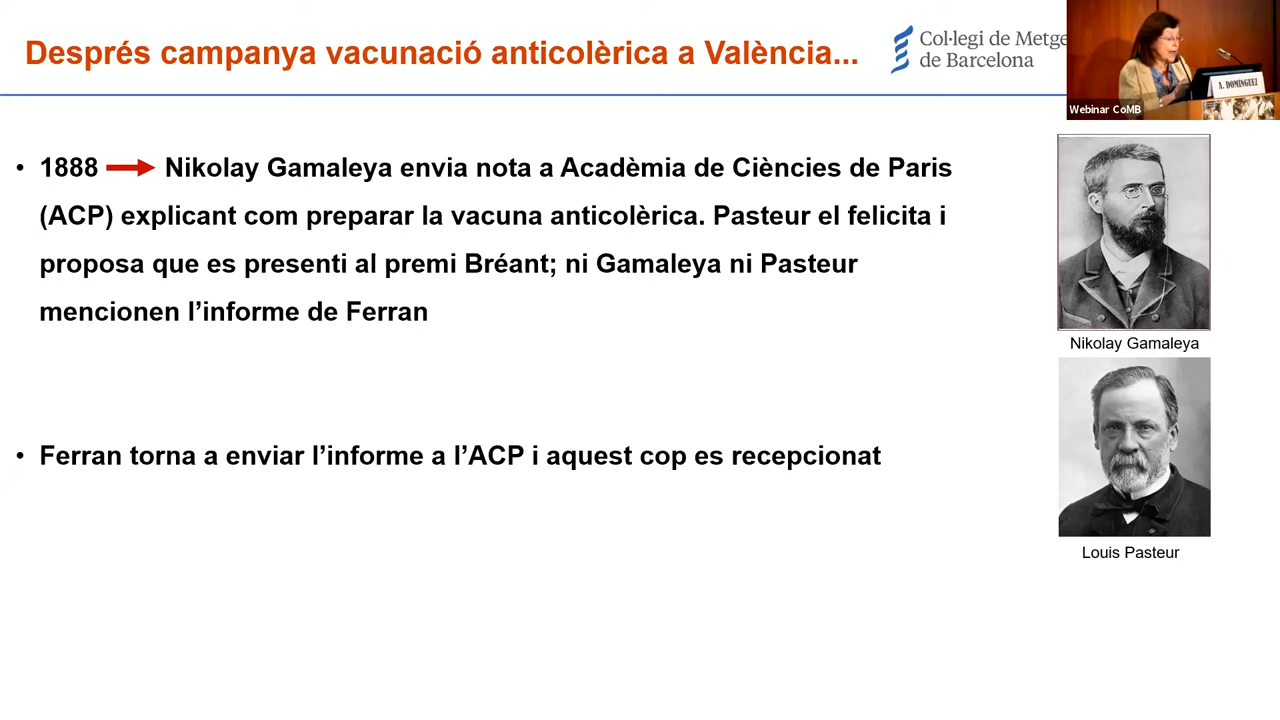 Després campanya vacunació anticolèrica a València...
Col·legi de Metge
de Barcelona
A. DOMÍNGUEZ
Webinar CoMB
• 1888 Nikolay Gamaleya envia nota a Acadèmia de Ciències de Paris
(ACP) explicant com preparar la vacuna anticolèrica. Pasteur el felicita i
proposa que es presenti al premi Bréant; ni Gamaleya ni Pasteur
mencionen l’informe de Ferran
Nikolay Gamaleya
• Ferran torna a enviar l’informe a l’ACP i aquest cop es recepcionat
Louis Pasteur